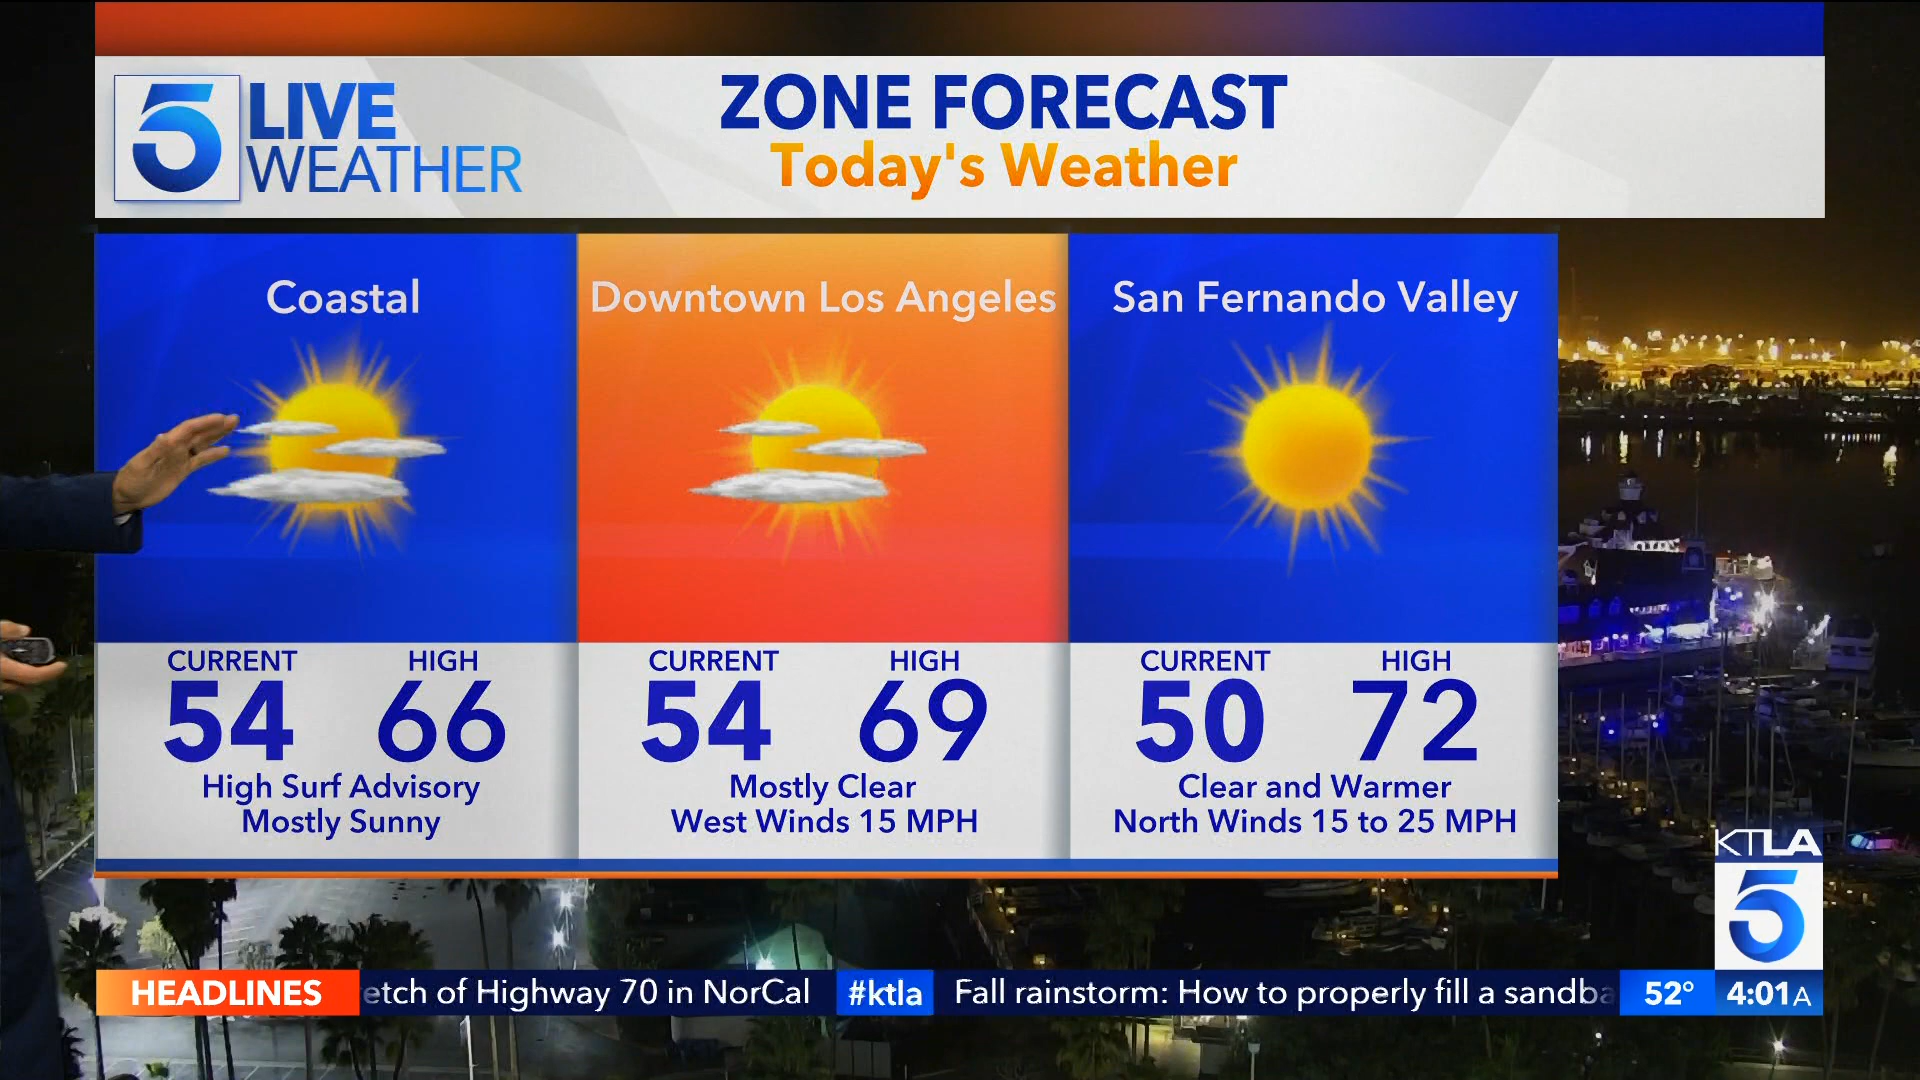 5 LIVE
WEATHER
ZONE FORECAST
Today's Weather
Coastal
CURRENT HIGH
54 66
High Surf Advisory
Mostly Sunny
Downtown Los Angeles
CURRENT HIGH
54 69
Mostly Clear
West Winds 15 MPH
San Fernando Valley
CURRENT HIGH
50 72
Clear and Warmer
North Winds 15 to 25 MPH
KTLA
5
HEADLINES etch of Highway 70 in NorCal #ktla Fall rainstorm: How to properly fill a sandba 52° 4:01A